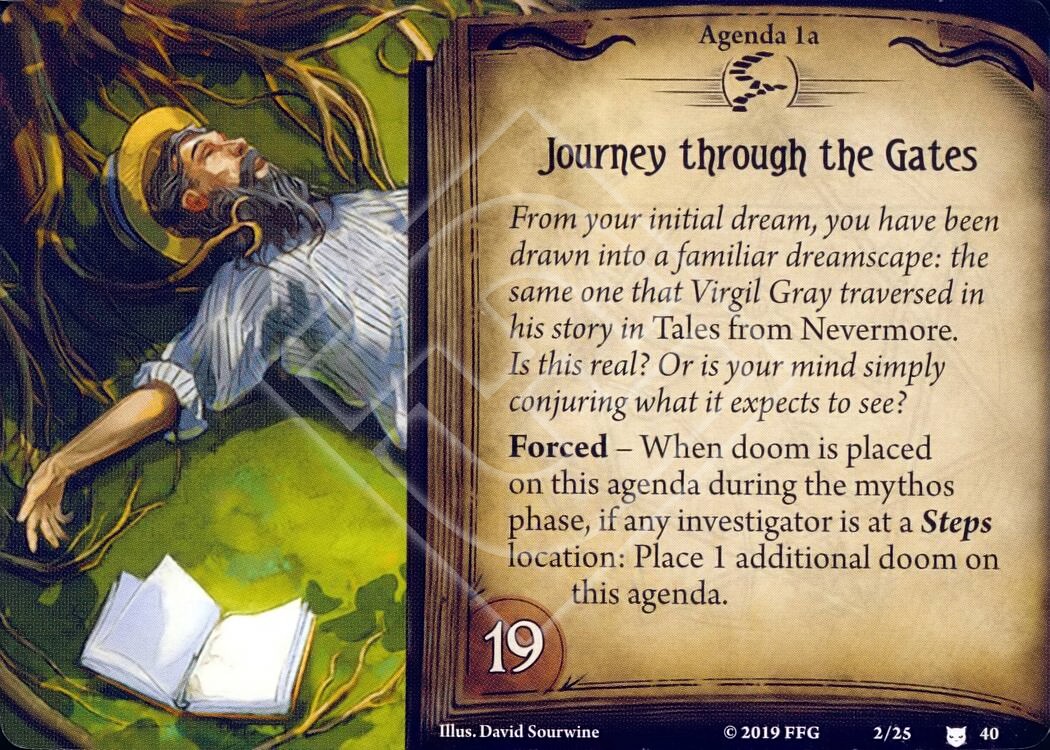 Agenda 1a
Journey through the Gates
From your initial dream, you have been
drawn into a familiar dreamscape: the
same one that Virgil Gray traversed in
his story in Tales from Nevermore.
Is this real? Or is your mind simply
conjuring what it expects to see?
Forced – When doom is placed
on this agenda during the mythos
phase, if any investigator is at a Steps
location: Place 1 additional doom on
this agenda.
19
Illus. David Sourwine © 2019 FFG 2/25 40